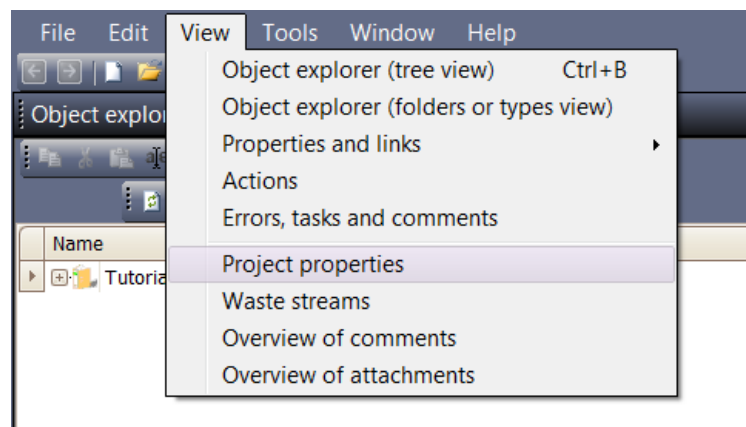 File Edit View Tools Window Help
Object explorer (tree view) Ctrl+B
Object explo
Object explorer (folders or types view)
Properties and links
Actions
Errors, tasks and comments
Name
Project properties
Tutoria
Waste streams
Overview of comments
Overview of attachments